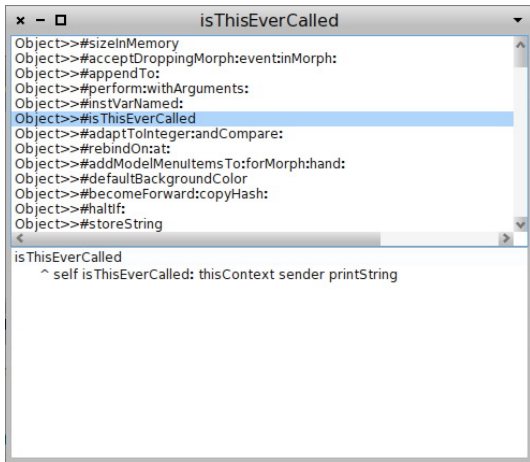 isThisEverCalled
Object>>#sizeInMemory
Object>>#acceptDroppingMorph:event:inMorph:
Object>>#appendTo:
Object>>#perform:withArguments:
Object>>#instVarNamed:
Object>>#isThisEverCalled
Object>>#adaptToInteger:andCompare:
Object>>#rebindOn:at:
Object>>#addModelMenuItemsTo:forMorph:hand:
Object>>#defaultBackgroundColor
Object>>#becomeForward:copyHash:
Object>>#haltIf:
Object>>#storeString
isThisEverCalled
^ self isThisEverCalled: thisContext sender printString